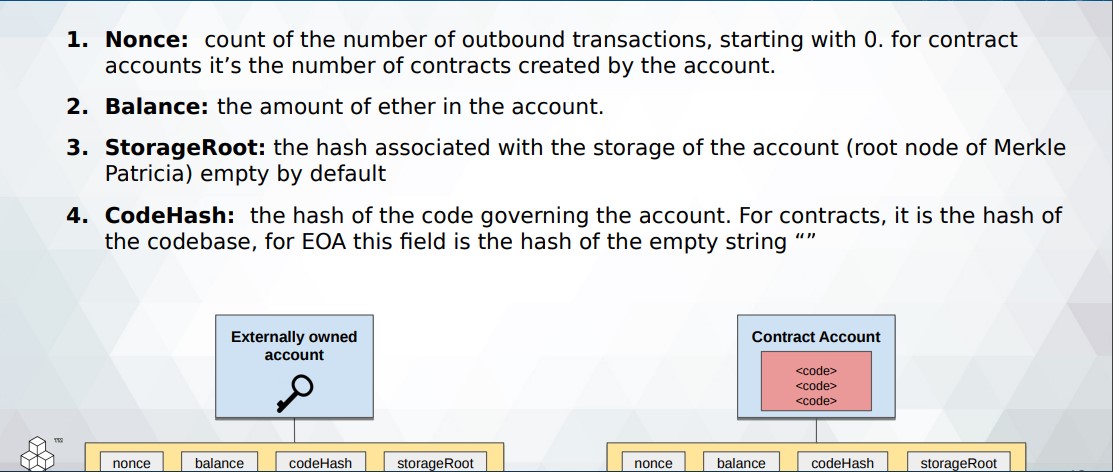 1. Nonce: count of the number of outbound transactions, starting with 0. for contract
accounts it’s the number of contracts created by the account.
2. Balance: the amount of ether in the account.
3. StorageRoot: the hash associated with the storage of the account (root node of Merkle
Patricia) empty by default
4. CodeHash: the hash of the code governing the account. For contracts, it is the hash of
the codebase, for EOA this field is the hash of the empty string “”
Externally owned
account
Contract Account
<code>
<code>
<code>
TM
nonce balance codeHash storageRoot
nonce balance codeHash storageRoot